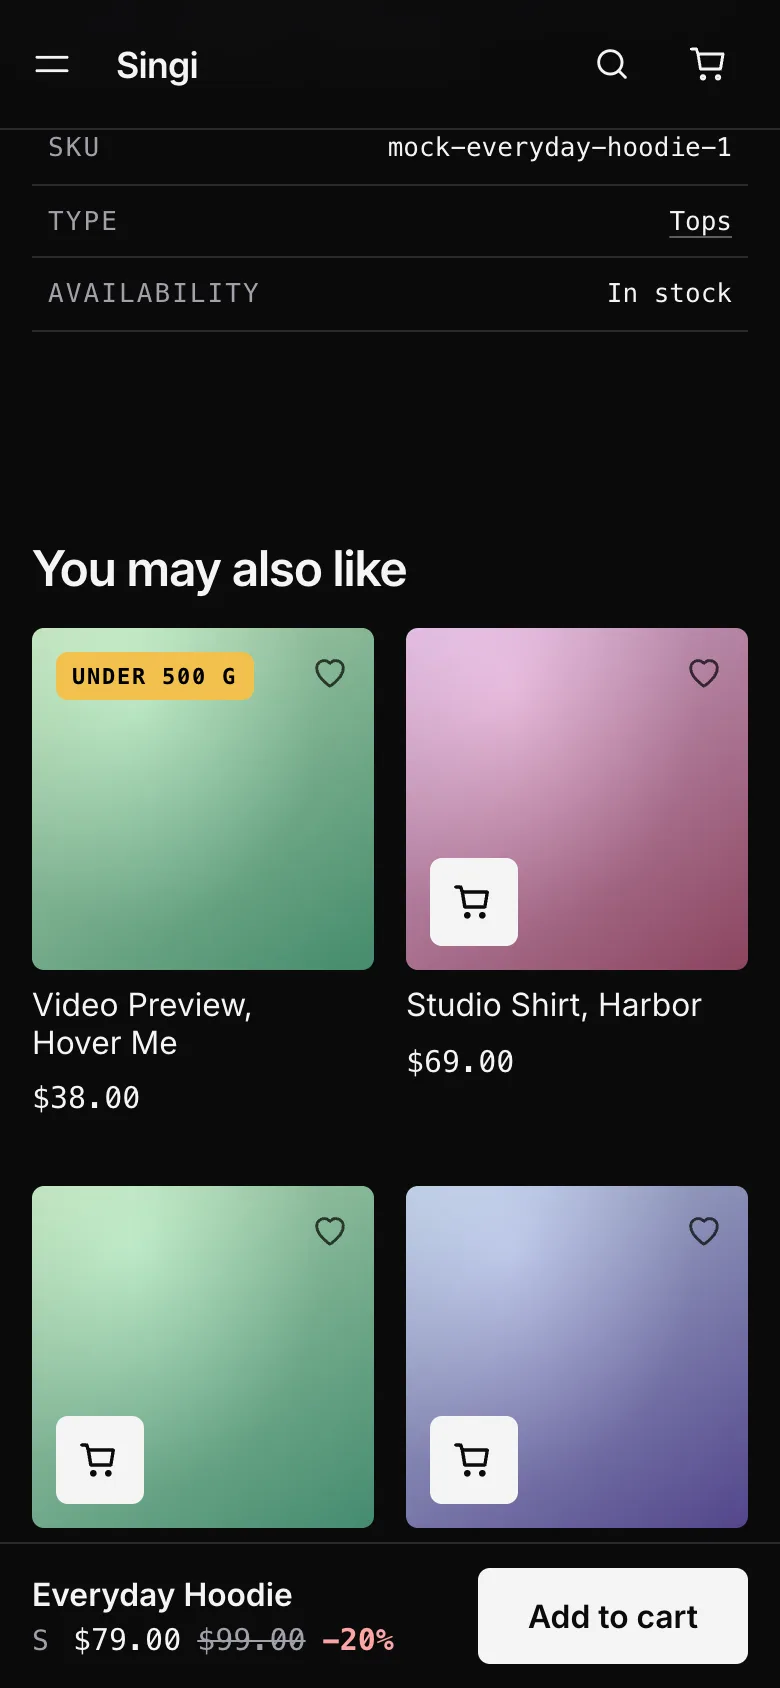 Singi
SKU mock-everyday-hoodie-1
TYPE Tops
AVAILABILITY In stock
You may also like
UNDER 500 G
Video Preview,
Hover Me
$38.00
Studio Shirt, Harbor
$69.00
Everyday Hoodie
S $79.00 $99.00 -20%
Add to cart